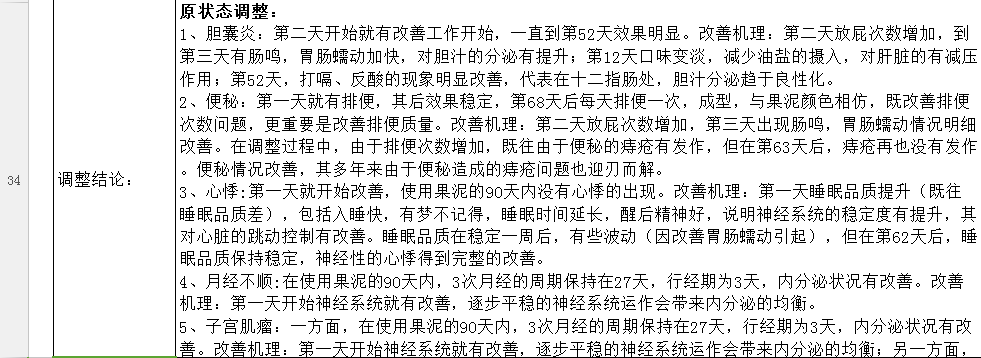 原状态调整：
1、胆囊炎：第二天开始就有改善工作开始，一直到第52天效果明显。改善机理：第二天放屁次数增加，到
第三天有肠鸣，胃肠蠕动加快，对胆汁的分泌有提升；第12天口味变淡，减少油盐的摄入，对肝脏的有减压
作用；第52天，打嗝、反酸的现象明显改善，代表在十二指肠处，胆汁分泌趋于良性化。
2、便秘：第一天就有排便，其后效果稳定，第68天后每天排便一次，成型，与果泥颜色相仿，既改善排便
次数问题，更重要是改善排便质量。改善机理：第二天放屁次数增加，第三天出现肠鸣，胃肠蠕动情况明细
改善。在调整过程中，由于排便次数增加，既往由于便秘的痔疮有发作，但在第63天后，痔疮再也没有发作
。便秘情况改善，其多年来由于便秘造成的痔疮问题也迎刃而解。
34
调整结论：
3、心悸：第一天就开始改善，使用果泥的90天内没有心悸的出现。改善机理：第一天睡眠品质提升（既往
睡眠品质差），包括入睡快，有梦不记得，睡眠时间延长，醒后精神好，说明神经系统的稳定度有提升，其
对心脏的跳动控制有改善。睡眠品质在稳定一周后，有些波动（因改善胃肠蠕动引起），但在第62天后，睡
眠品质保持稳定，神经性的心悸得到完整的改善。
4、月经不顺：在使用果泥的90天内，3次月经的周期保持在27天，行经期为3天，内分泌状况有改善。改善
机理：第一天开始神经系统就有改善，逐步平稳的神经系统运作会带来内分泌的均衡。
5、子宫肌瘤：一方面，在使用果泥的90天内，3次月经的周期保持在27天，行经期为3天，内分泌状况有改
善。改善机理：第一天开始神经系统就有改善，逐步平稳的神经系统运作会带来内分泌的均衡；另一方面，